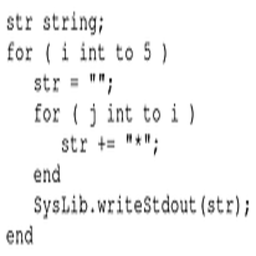 str string;
for ( i int to 5 )
   str = "";
   for ( j int to i )
      str += "*";
   end
   SysLib.writeStdout(str);
end